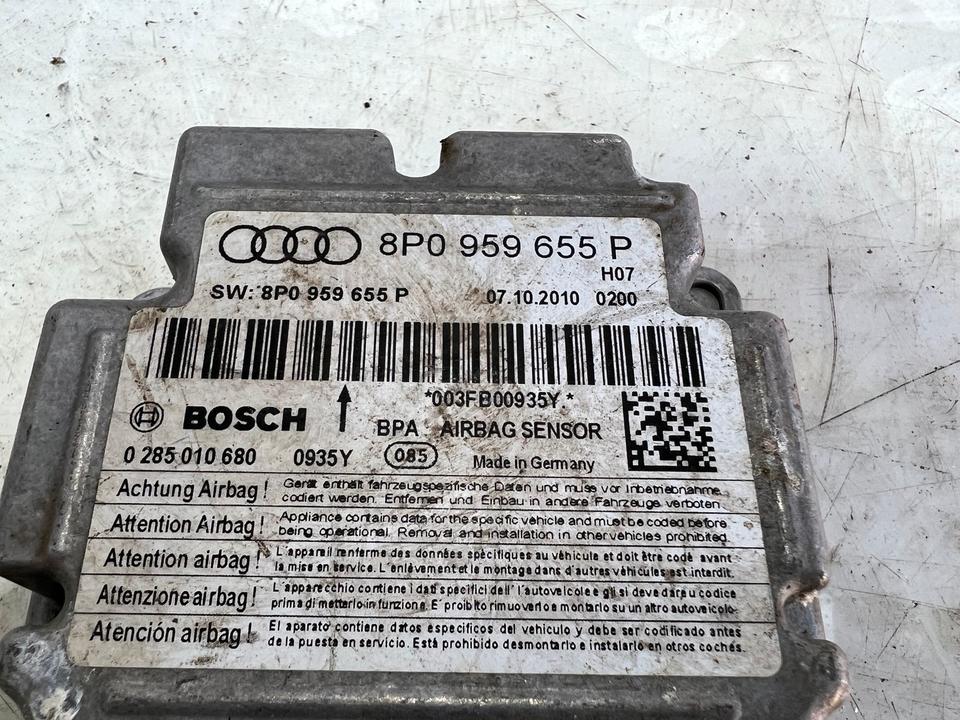 8P0 959 655 P
H07
SW: 8P0 959 655 P 07.10.2010 0200
*003FB00935Y*
BOSCH BPA AIRBAG SENSOR
0 285 010 680 0935Y 085 Made in Germany
Achtung Airbag! Gerät enthält fahrzeugspezifische Daten und muss vor Inbetriebnahme
codiert werden. Entfernen und Einbau in andere Fahrzeuge verboten.
Attention Airbag! Appliance contains data for the specific vehicle and must be coded before
being operational. Removal and installation in other vehicles prohibited.
Attention airbag! L'appareil renferme des données spécifiques au véhicule et doit être codé avant
la mise en service. L'enlèvement et le montage dans d'autres véhicules est interdit.
Attenzione airbag! L'apparecchio contiene i dati specifici dell'autoveicolo e gli si deve dare u codice
prima di metterlo in funzione. E' proibito rimuoverlo e montarlo su un altro autoveicolo.
Atención airbag! El aparato contiene datos especificos del vehiculo y debe ser codificado antes
de la puesta en servicio. Está prohibido desmontarlo e instalarlo en otros cochés.